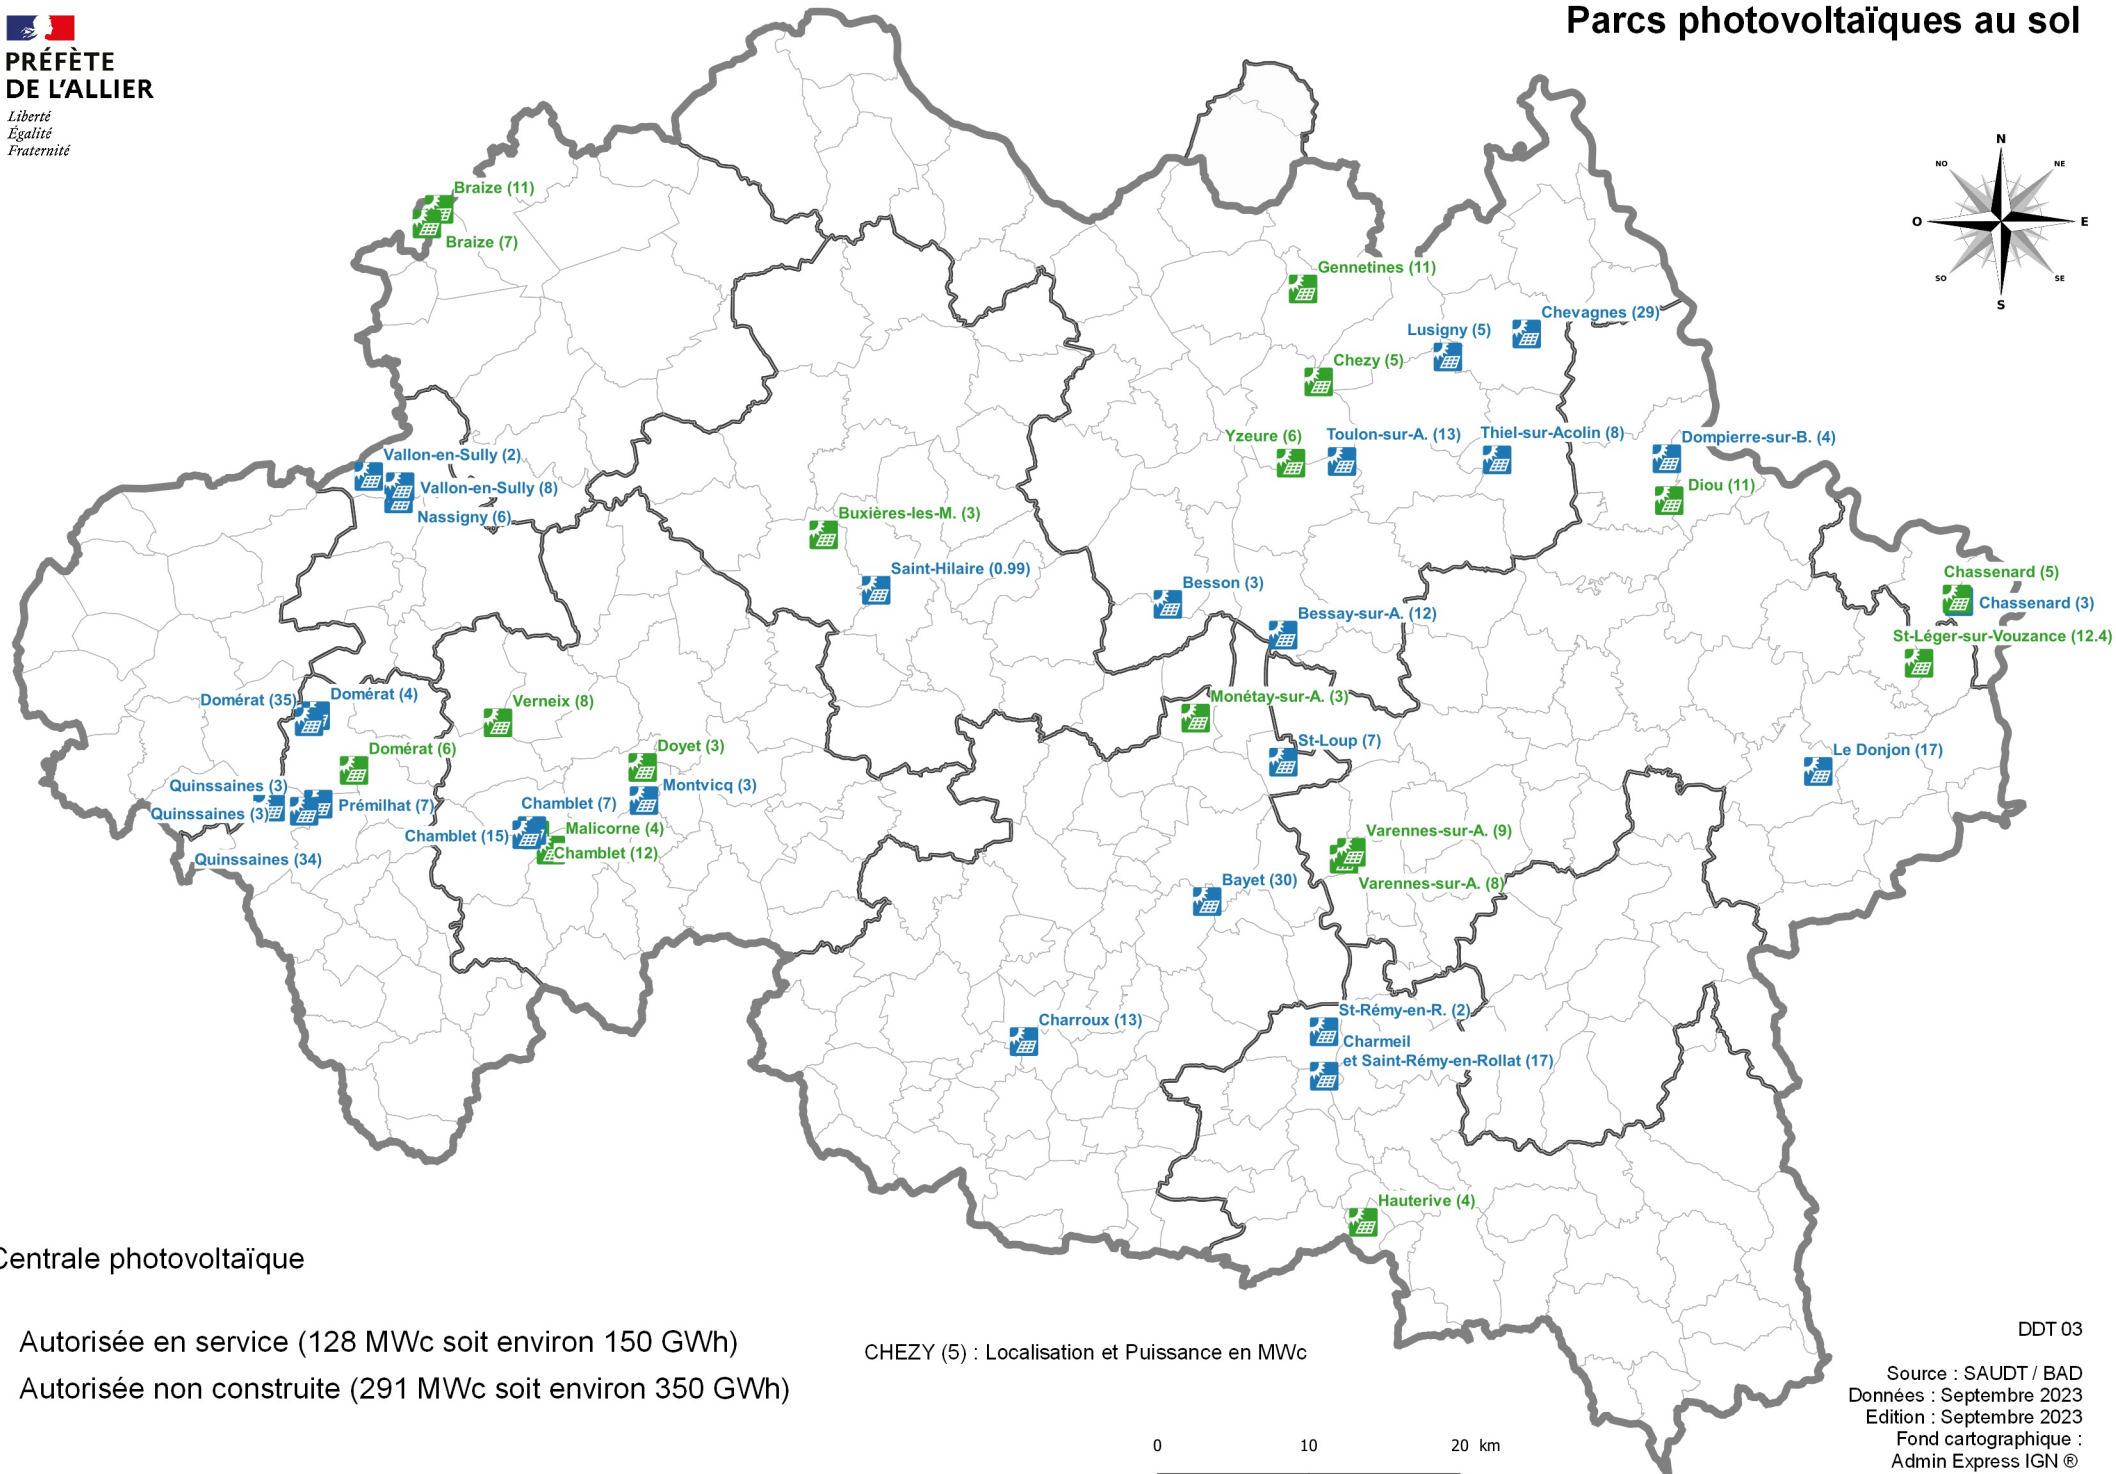 Parcs photovoltaïques au sol
PRÉFÈTE
DE L'ALLIER
Liberté
Égalité
Fraternité
N
NO
NE
O
E
SO
SE
S
Braize (11)
Braize (7)
Gennetines (11)
Chevagnes (29)
Lusigny (5)
Chezy (5)
Yzeure (6)
Toulon-sur-A. (13)
Thiel-sur-Acolin (8)
Dompierre-sur-B. (4)
Diou (11)
Vallon-en-Sully (2)
Vallon-en-Sully (8)
Nassigny (6)
Buxières-les-M. (3)
Saint-Hilaire (0.99)
Besson (3)
Bessay-sur-A. (12)
Chassenard (5)
Chassenard (3)
St-Léger-sur-Vouzance (12.4)
Domérat (35)
Domérat (4)
Verneix (8)
Monétay-sur-A. (3)
Domérat (6)
Doyet (3)
St-Loup (7)
Le Donjon (17)
Quinssaines (3)
Montvicq (3)
Quinssaines (3)
Prémilhat (7)
Chamblet (7)
Chamblet (15)
Malicorne (4)
Chamblet (12)
Quinssaines (34)
Varennes-sur-A. (9)
Varennes-sur-A. (8)
Bayet (30)
Charroux (13)
St-Rémy-en-R. (2)
Charmeil
et Saint-Rémy-en-Rollat (17)
Hauterive (4)
Centrale photovoltaïque
Autorisée en service (128 MWc soit environ 150 GWh)
Autorisée non construite (291 MWc soit environ 350 GWh)
CHEZY (5) : Localisation et Puissance en MWc
DDT 03
Source : SAUDT / BAD
Données : Septembre 2023
Edition : Septembre 2023
Fond cartographique :
Admin Express IGN ®
0 10 20 km